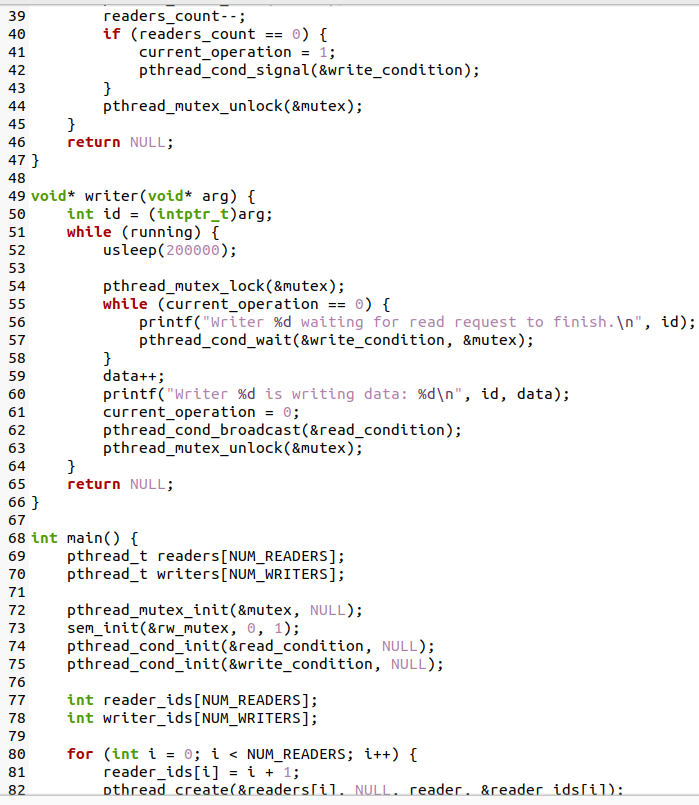 39         readers_count--;
40         if (readers_count == 0) {
41             current_operation = 1;
42             pthread_cond_signal(&write_condition);
43         }
44         pthread_mutex_unlock(&mutex);
45     }
46     return NULL;
47 }
48
49 void* writer(void* arg) {
50     int id = (intptr_t)arg;
51     while (running) {
52         usleep(200000);
53
54         pthread_mutex_lock(&mutex);
55         while (current_operation == 0) {
56             printf("Writer %d waiting for read request to finish.\n", id);
57             pthread_cond_wait(&write_condition, &mutex);
58         }
59         data++;
60         printf("Writer %d is writing data: %d\n", id, data);
61         current_operation = 0;
62         pthread_cond_broadcast(&read_condition);
63         pthread_mutex_unlock(&mutex);
64     }
65     return NULL;
66 }
67
68 int main() {
69     pthread_t readers[NUM_READERS];
70     pthread_t writers[NUM_WRITERS];
71
72     pthread_mutex_init(&mutex, NULL);
73     sem_init(&rw_mutex, 0, 1);
74     pthread_cond_init(&read_condition, NULL);
75     pthread_cond_init(&write_condition, NULL);
76
77     int reader_ids[NUM_READERS];
78     int writer_ids[NUM_WRITERS];
79
80     for (int i = 0; i < NUM_READERS; i++) {
81         reader_ids[i] = i + 1;
82         pthread_create(&readers[i], NULL, reader, &reader_ids[i]);